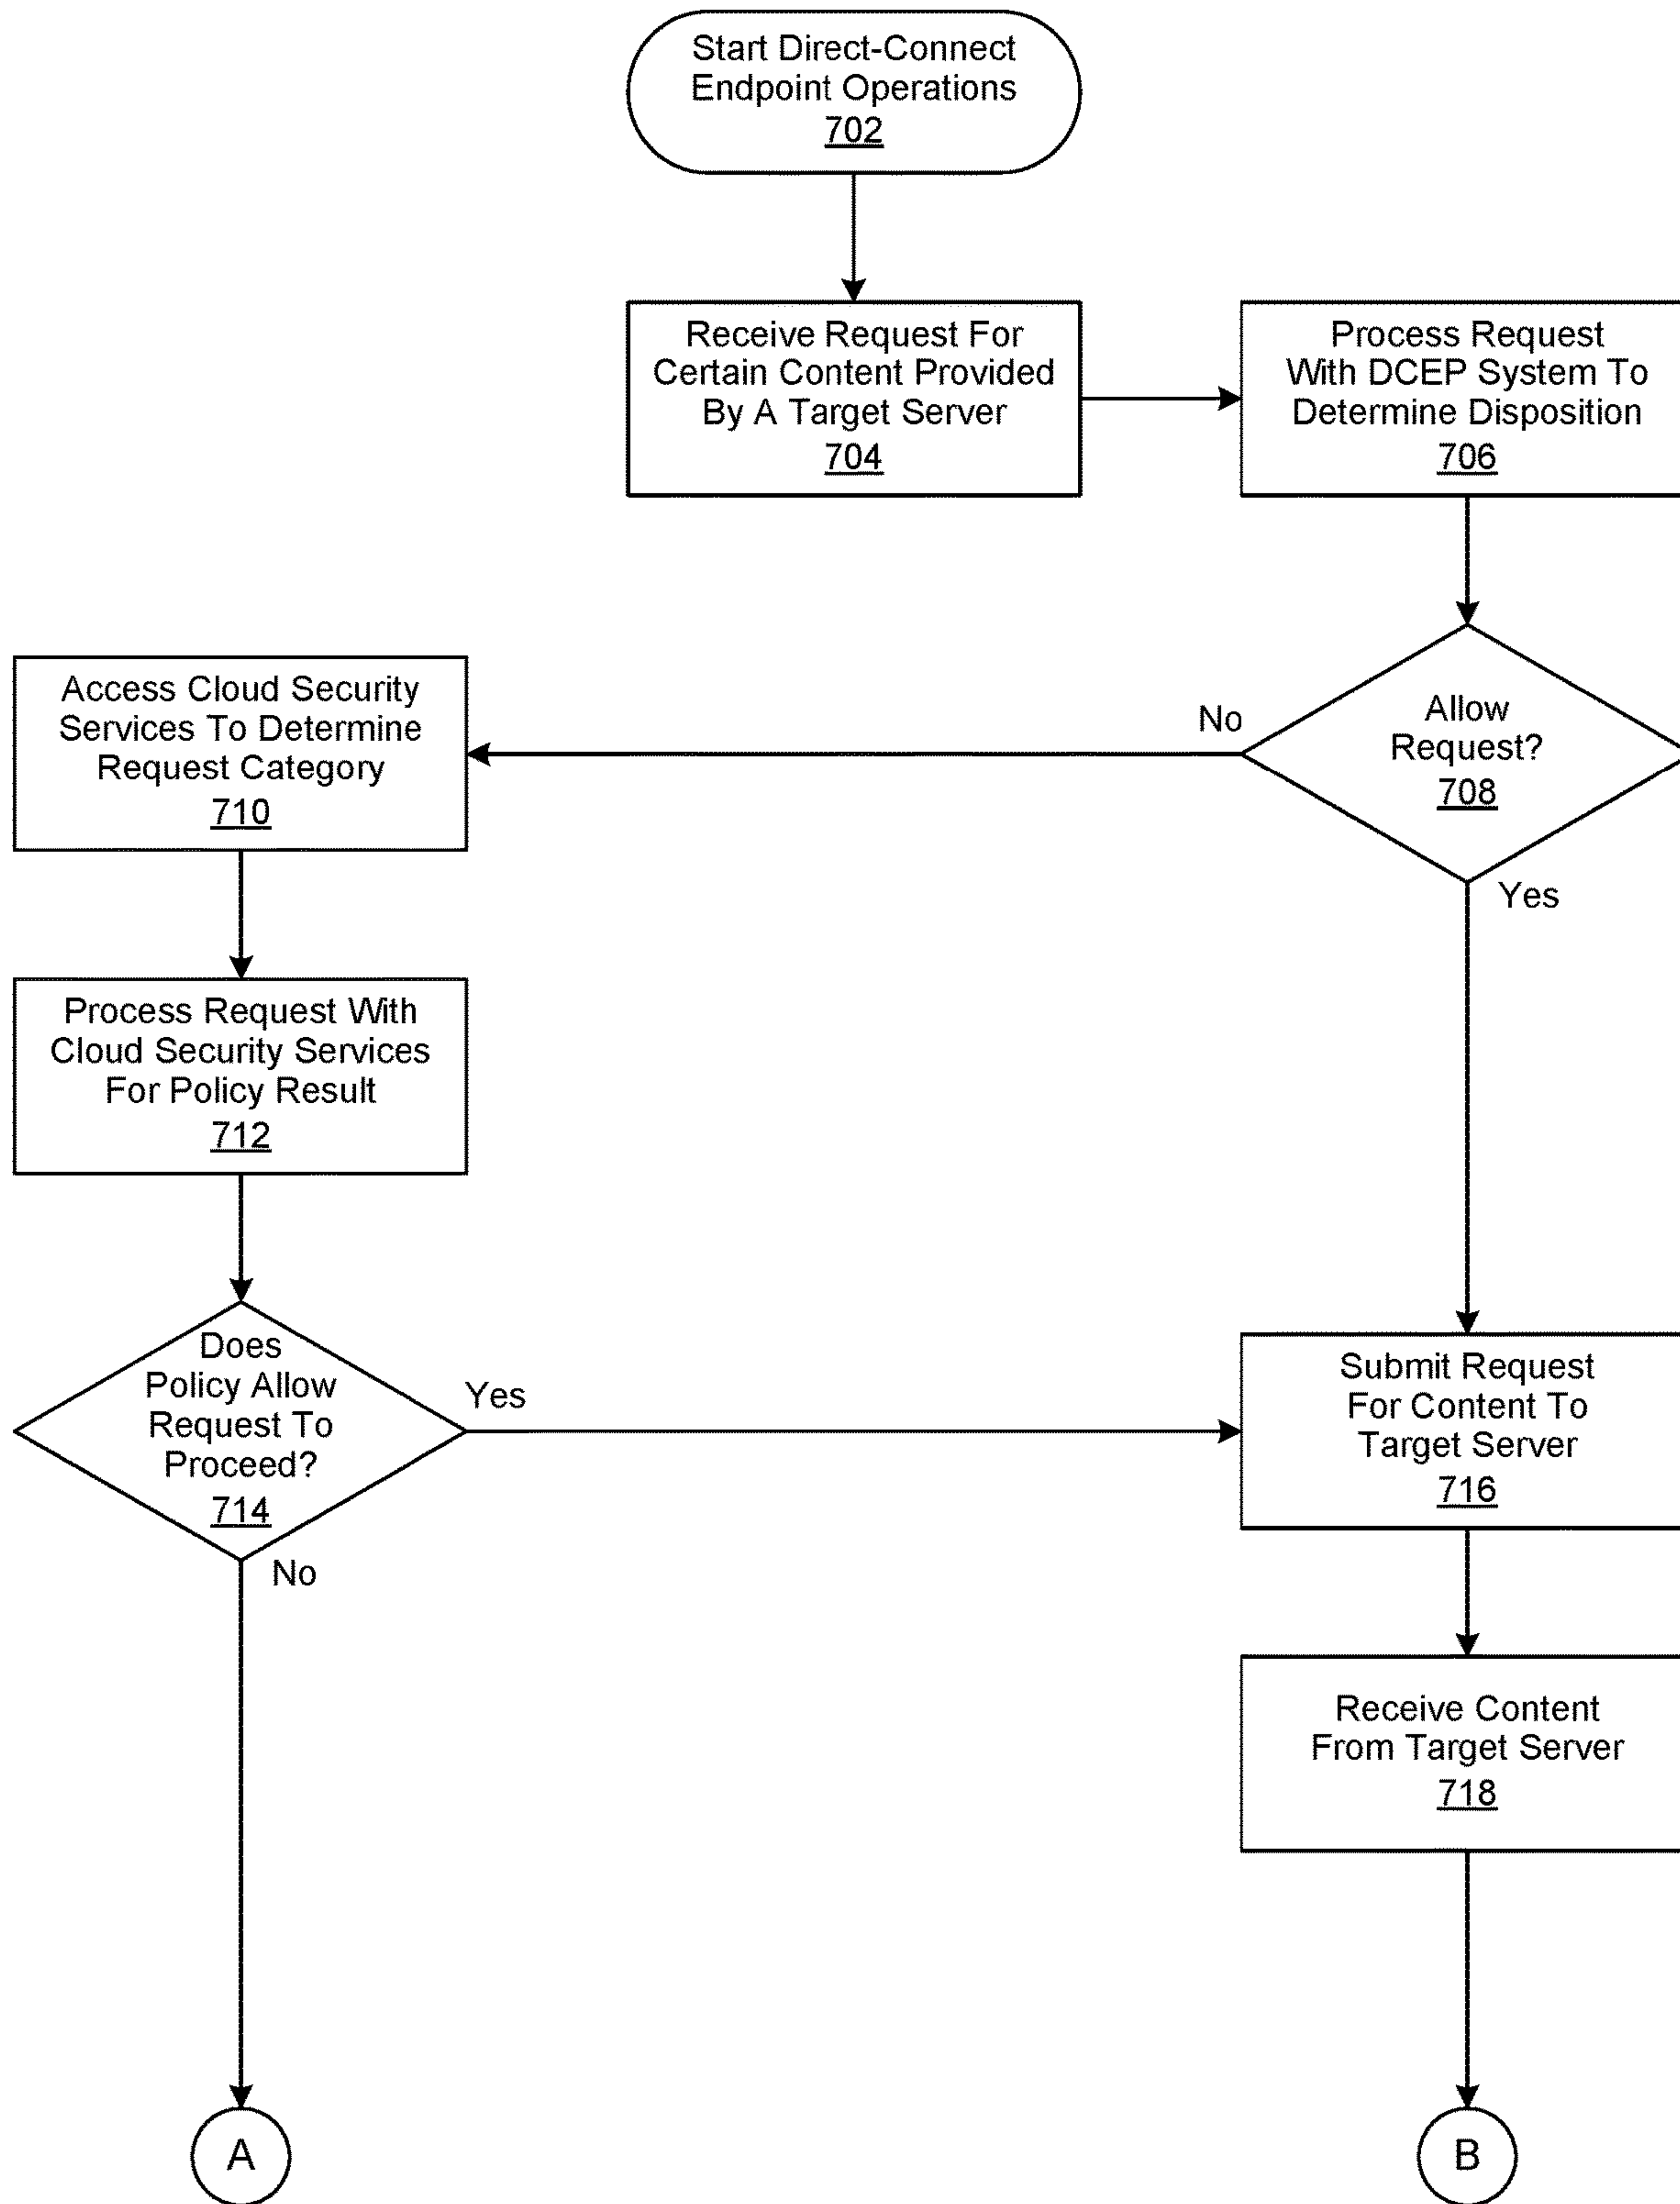 Start Direct-Connect
Endpoint Operations
702
Receive Request For
Certain Content Provided
By A Target Server
704
Process Request
With DCEP System To
Determine Disposition
706
Allow
Request?
708
No
Yes
Access Cloud Security
Services To Determine
Request Category
710
Process Request With
Cloud Security Services
For Policy Result
712
Does
Policy Allow
Request To
Proceed?
714
Yes
No
Submit Request
For Content To
Target Server
716
Receive Content
From Target Server
718
A
B